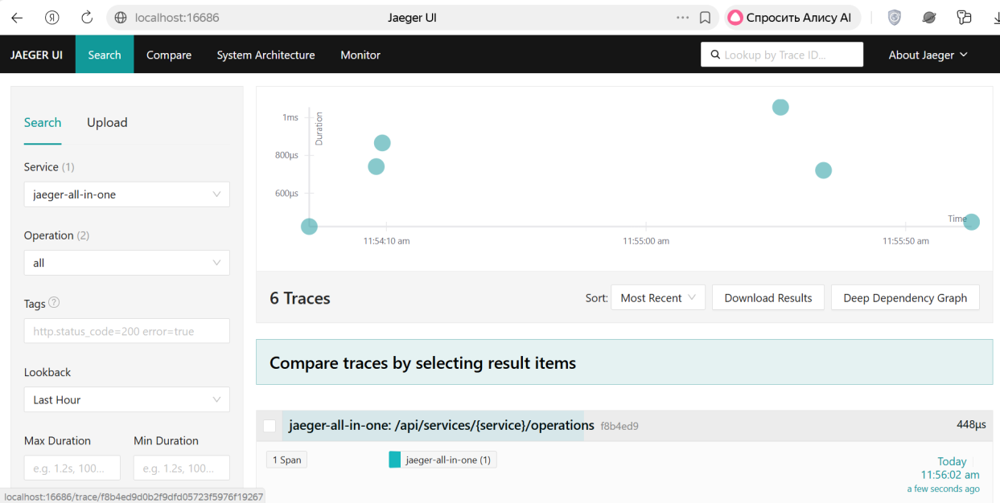 localhost:16686
Jaeger UI
Спросить Алису AI
JAEGER UI
Search
Compare
System Architecture
Monitor
Lookup by Trace ID...
About Jaeger
Search
Upload
Service (1)
jaeger-all-in-one
Operation (2)
all
Tags ?
http.status_code=200 error=true
Lookback
Last Hour
Max Duration
Min Duration
e.g. 1.2s, 100...
e.g. 1.2s, 100...
localhost:16686/trace/f8b4ed9d0b2f9dfd05723f5976f19267
1ms
Duration
800μs
600μs
Time
11:54:10 am
11:55:00 am
11:55:50 am
6 Traces
Sort:
Most Recent
Download Results
Deep Dependency Graph
Compare traces by selecting result items
jaeger-all-in-one: /api/services/{service}/operations f8b4ed9
448μs
1 Span
jaeger-all-in-one (1)
Today
11:56:02 am
a few seconds ago